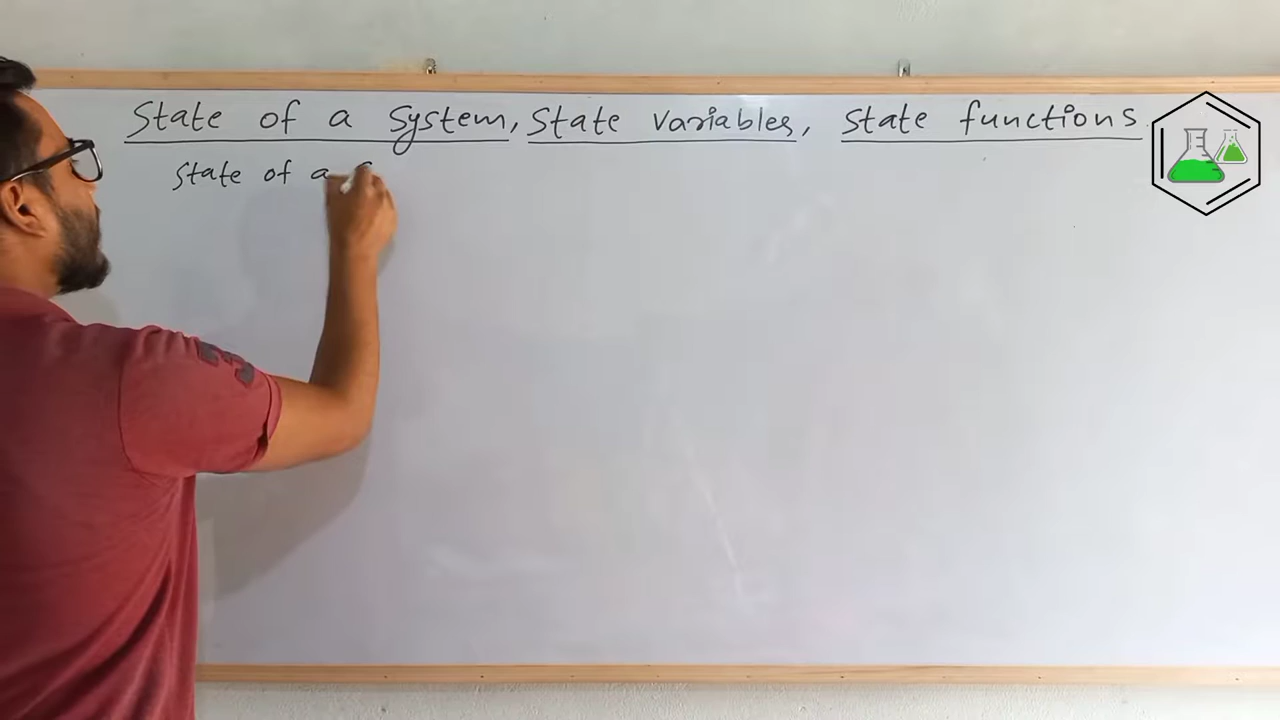 State of a System, State variables, State functions.
State of a